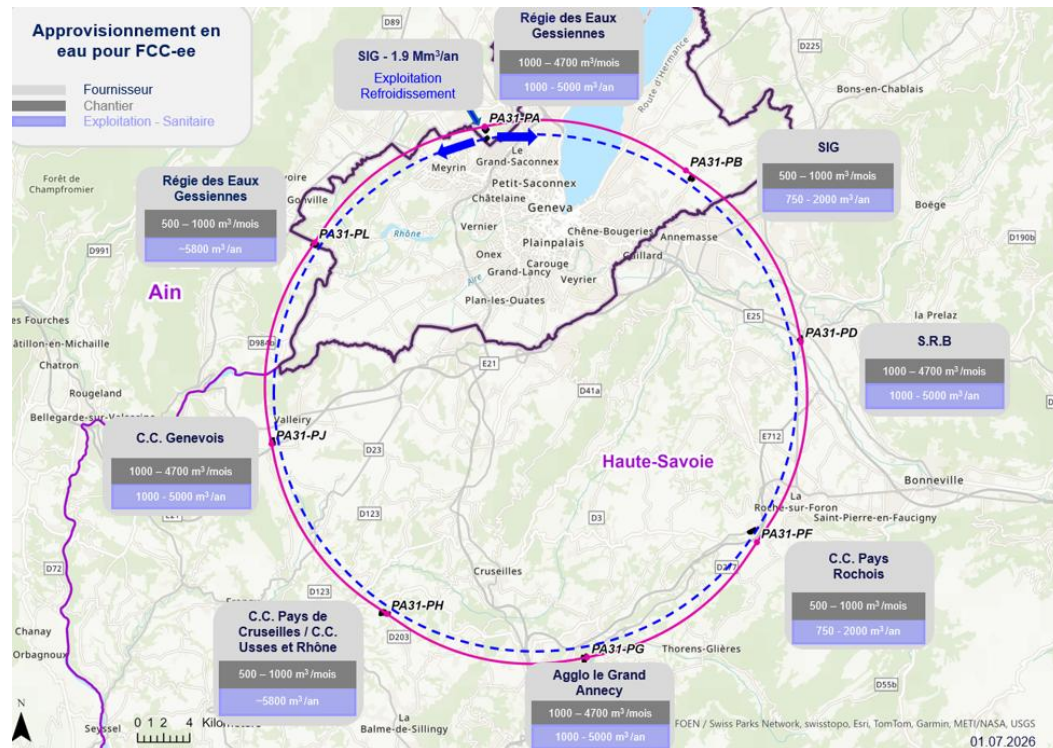 Approvisionnement en
eau pour FCC-ee
Fournisseur
Chantier
Exploitation - Sanitaire
SIG - 1.9 Mm³/an
Exploitation
Refroidissement
Régie des Eaux
Gessiennes
1000 – 4700 m³/mois
1000 - 5000 m³/an
D89
D225
Route d'Hermance
Bons-en-Chablais
PA31-PA
Meyrin
Le
Grand-Saconnex
Petit-Saconnex
Châtelaine
Geneva
Vernier
Plainpalais
Chêne-Bougeries
Annemasse
Onex
Carouge
Gaillard
Grand-Lancy
Veyrier
Plan-les-Ouates
Rhône
Aire
PA31-PB
SIG
500 – 1000 m³/mois
750 - 2000 m³/an
Boëge
D190b
Forêt de
Champfromier
D991
Régie des Eaux
Gessiennes
500 – 1000 m³/mois
~5800 m³/an
PA31-PL
Ain
D984b
Chatron
Rougeland
E21
E25
D41a
la Prelaz
PA31-PD
S.R.B
1000 – 4700 m³/mois
1000 - 5000 m³/an
Valleiry
PA31-PJ
C.C. Genevois
1000 – 4700 m³/mois
1000 - 5000 m³/an
D23
Haute-Savoie
E712
Bonneville
La
Roche-sur-Foron
Saint-Pierre-en-Faucigny
PA31-PF
D123
D3
D72
Cruseilles
C.C. Pays
Rochois
500 – 1000 m³/mois
750 - 2000 m³/an
D123
PA31-PH
D203
C.C. Pays de
Cruseilles / C.C.
Usses et Rhône
500 – 1000 m³/mois
~5800 m³/an
Chanay
Orbagnoux
PA31-PG
Thorens-Glières
Agglo le Grand
Annecy
1000 – 4700 m³/mois
1000 - 5000 m³/an
D55b
La
Balme-de-Sillingy
Seyssel
N
0 1 2 4
FOEN / Swiss Parks Network, swisstopo, Esri, TomTom, Garmin, METI/NASA, USGS
01.07.2026